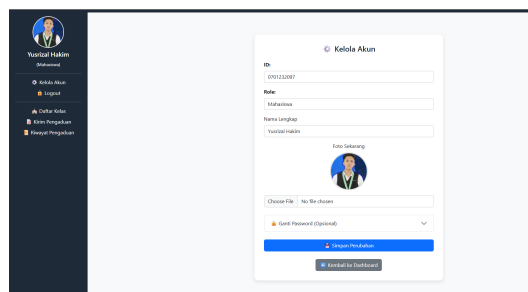 Yusrizal Hakim
(Mahasiswa)
Kelola Akun
Logout
Daftar Kelas
Kirim Pengaduan
Riwayat Pengaduan
Kelola Akun
ID:
0701232097
Role:
Mahasiswa
Nama Lengkap
Yusrizal Hakim
Foto Sekarang
Choose File No file chosen
Ganti Password (Opsional)
Simpan Perubahan
Kembali ke Dashboard